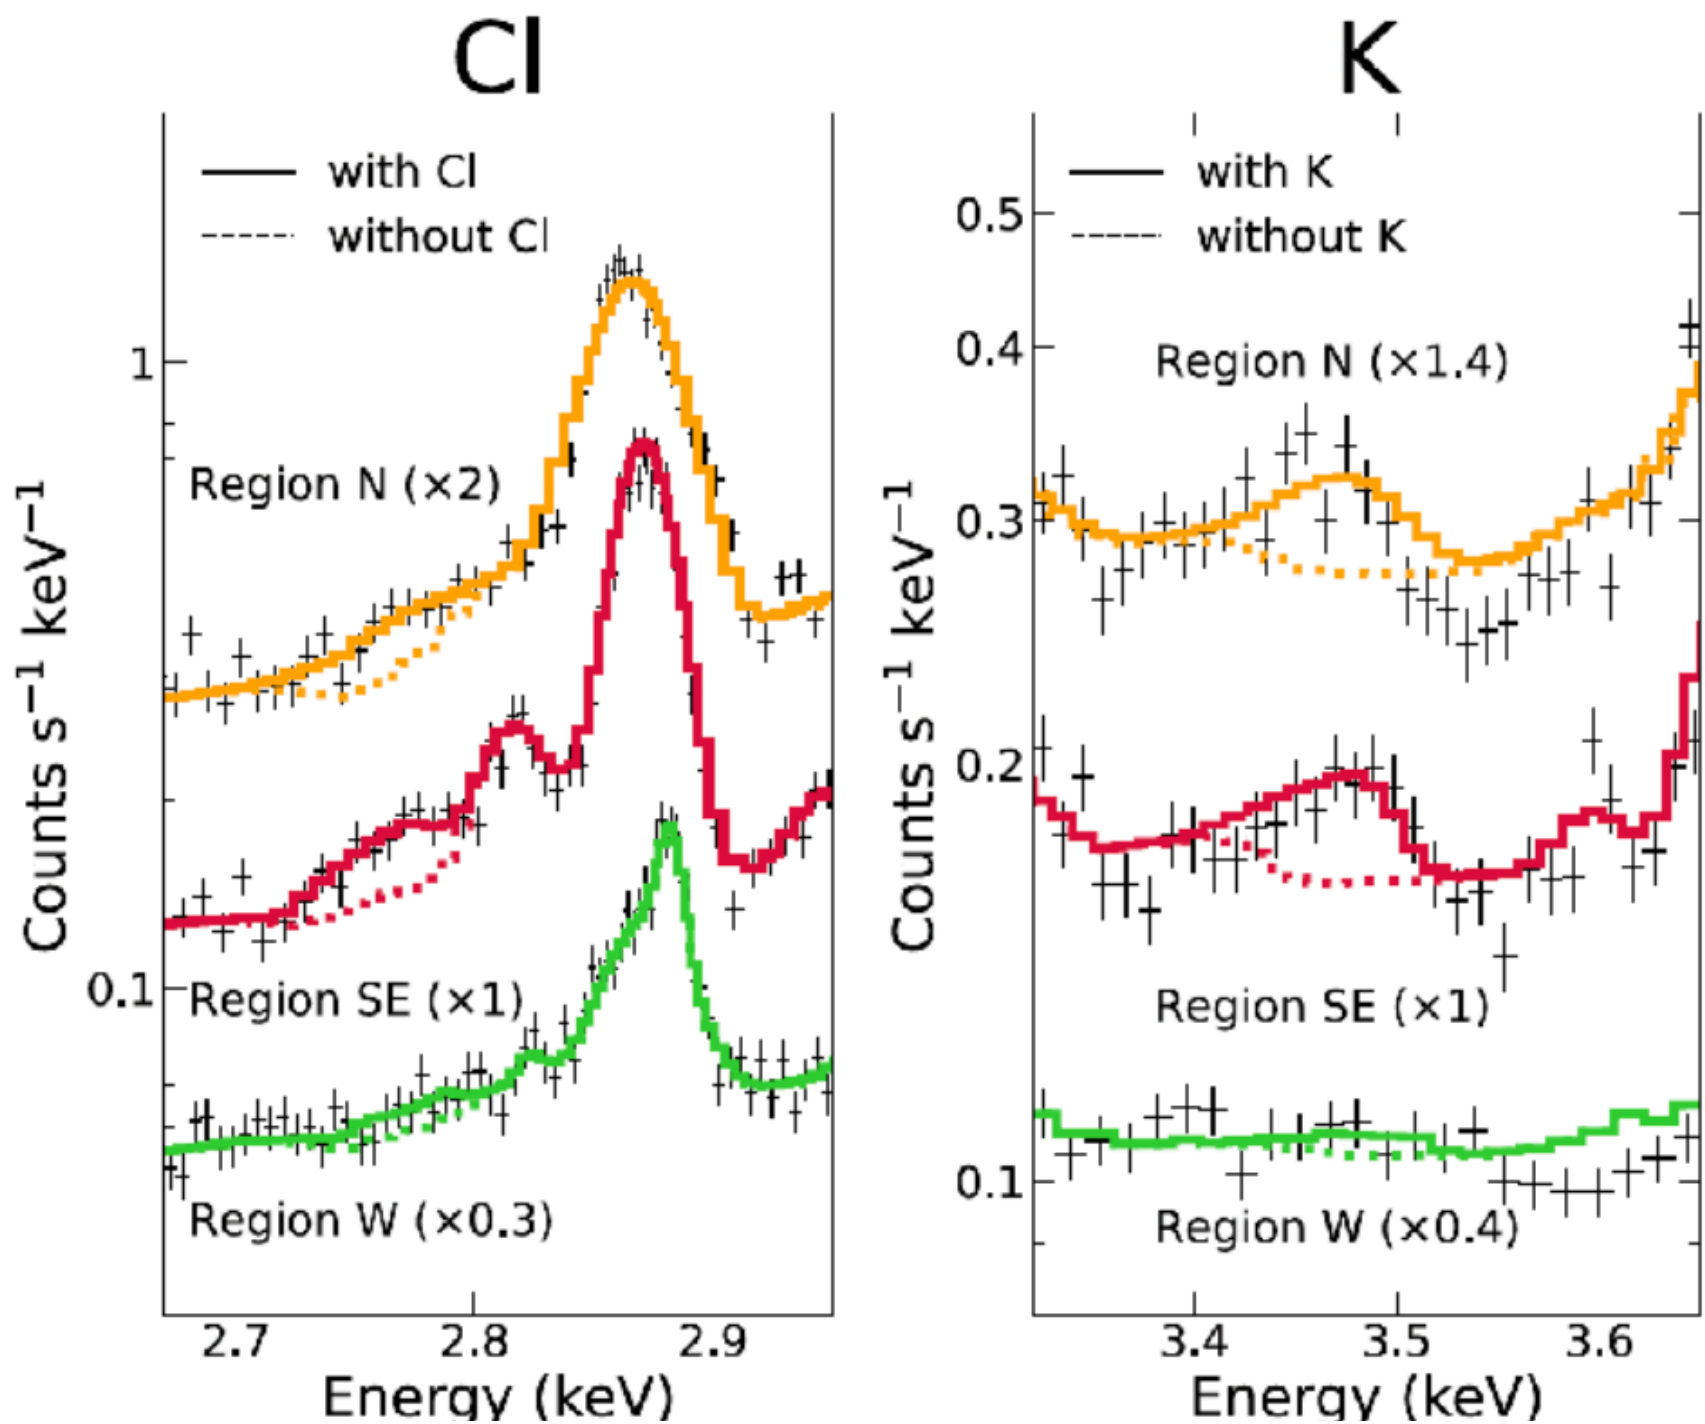 Cl
with Cl
without Cl
1
Region N (×2)
Region SE (×1)
0.1
Region W (×0.3)
2.7 2.8 2.9
Energy (keV)
Counts s⁻¹ keV⁻¹
K
with K
without K
0.5
0.4
Region N (×1.4)
0.3
0.2
Region SE (×1)
0.1
Region W (×0.4)
3.4 3.5 3.6
Energy (keV)
Counts s⁻¹ keV⁻¹